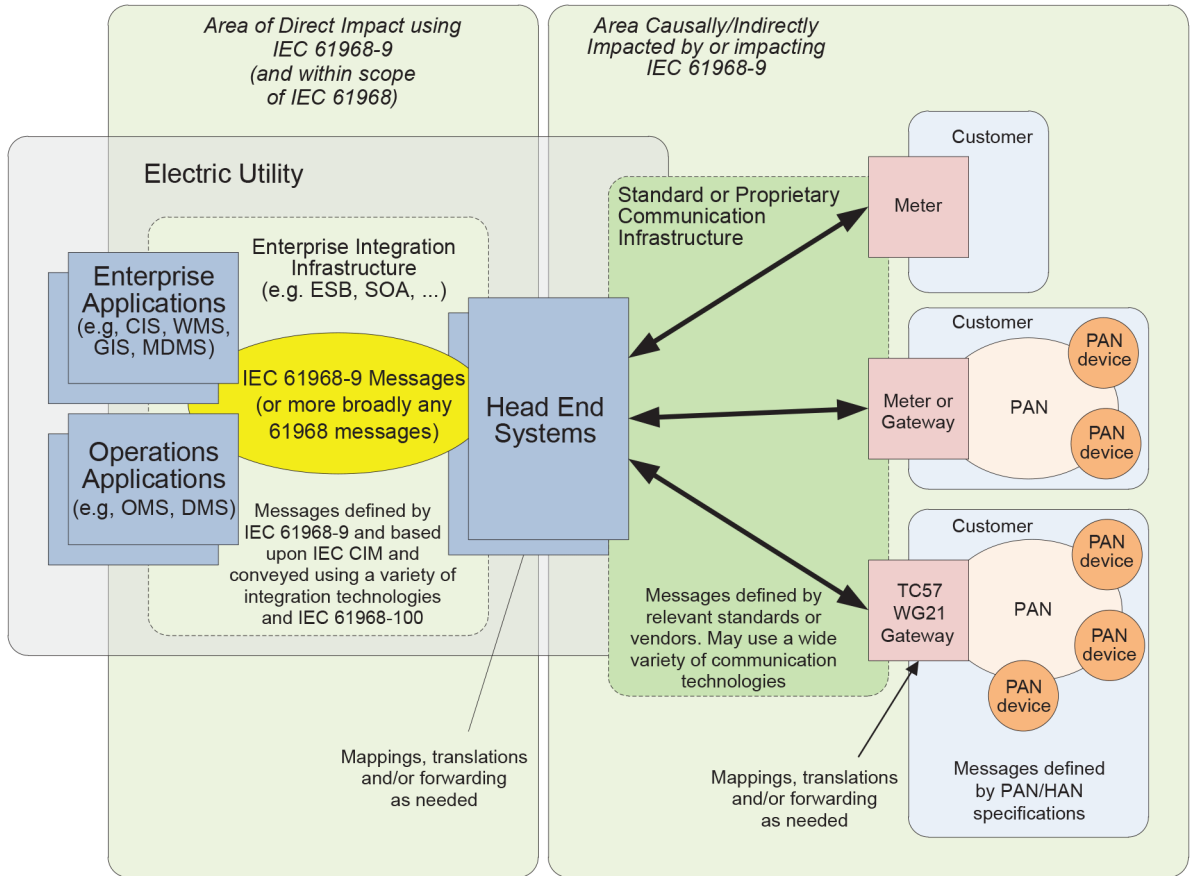 Area of Direct Impact using
IEC 61968-9
(and within scope
of IEC 61968)
Area Causally/Indirectly
Impacted by or impacting
IEC 61968-9
Electric Utility
Enterprise Integration
Infrastructure
(e.g. ESB, SOA, ...)
Enterprise
Applications
(e.g, CIS, WMS,
GIS, MDMS)
IEC 61968-9 Messages
(or more broadly any
61968 messages)
Operations
Applications
(e.g, OMS, DMS)
Messages defined by
IEC 61968-9 and based
upon IEC CIM and
conveyed using a variety of
integration technologies
and IEC 61968-100
Head End
Systems
Mappings, translations
and/or forwarding
as needed
Standard or Proprietary
Communication
Infrastructure
Messages defined by
relevant standards or
vendors. May use a wide
variety of communication
technologies
Customer
Meter
Customer
Meter or
Gateway
PAN
PAN
device
PAN
device
Customer
TC57
WG21
Gateway
PAN
PAN
device
PAN
device
PAN
device
Mappings, translations
and/or forwarding
as needed
Messages defined
by PAN/HAN
specifications